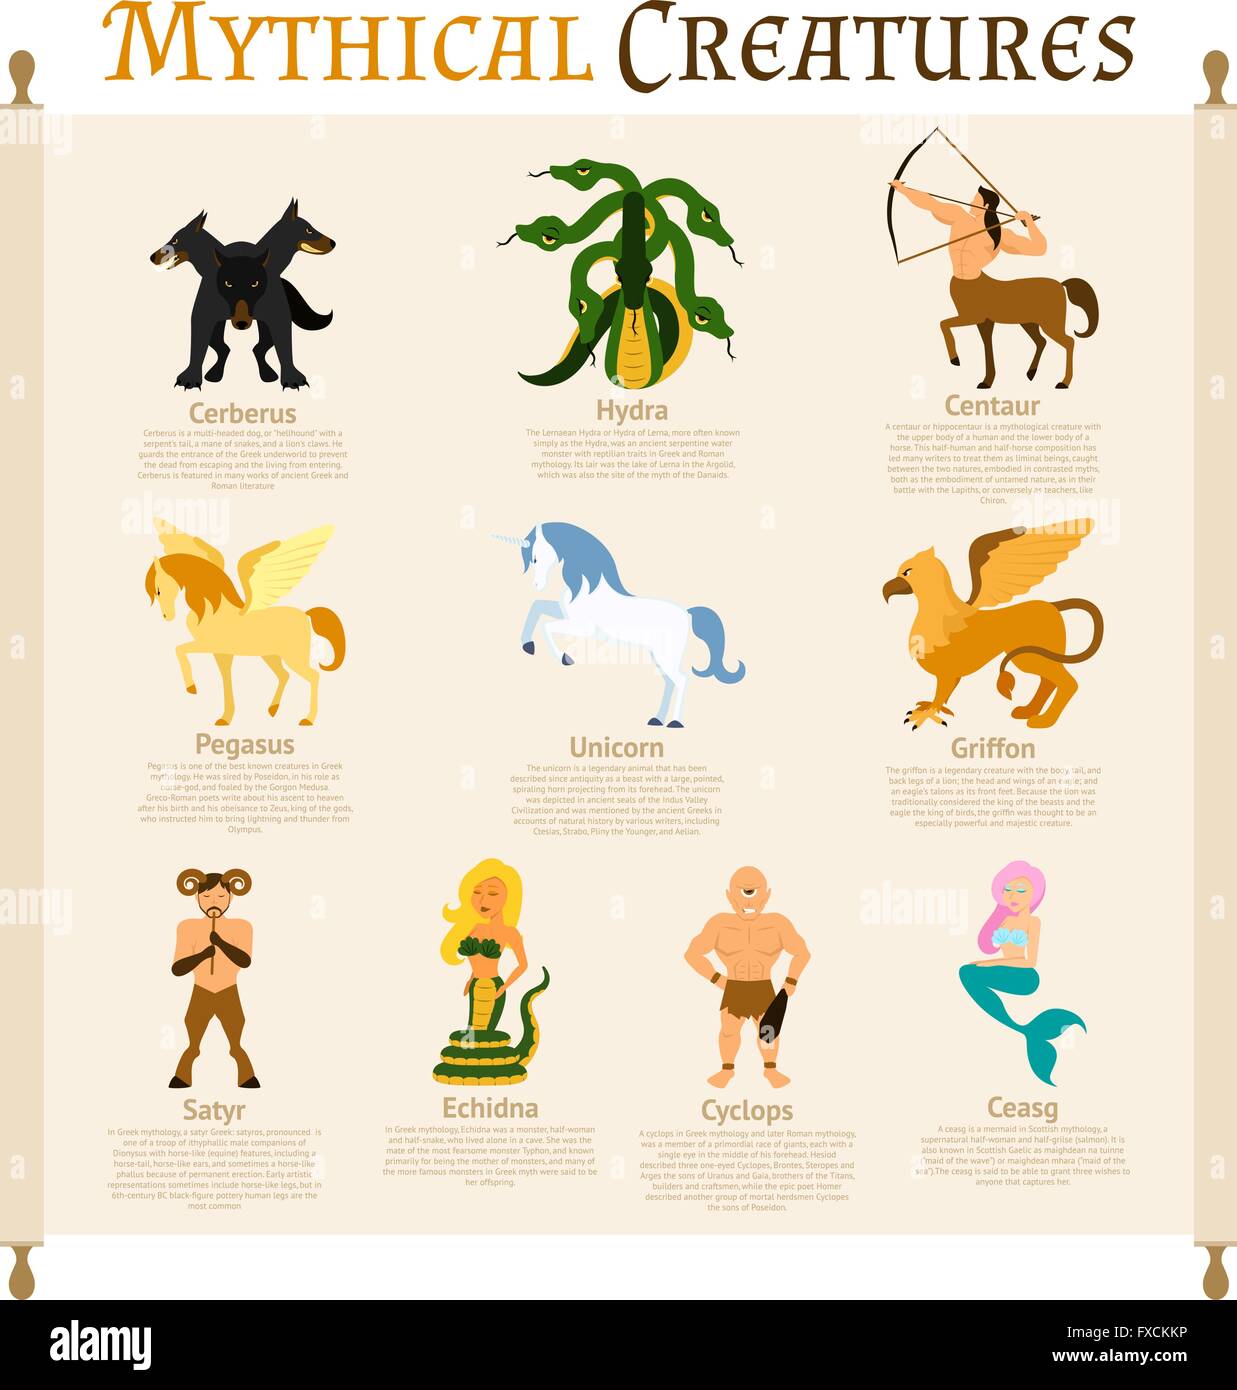 MYTHICAL CREATURES
Cerberus
Cerberus is a multi-headed dog, or "hellhound" with a
serpent's tail, a mane of snakes, and a lion's claws. He
guards the entrance of the Greek underworld to prevent
the dead from escaping and the living from entering.
Cerberus is featured in many works of ancient Greek and
Roman literature
Hydra
The Lernaean Hydra or Hydra of Lerna, more often known
simply as the Hydra, was an ancient serpentine water
monster with reptilian traits in Greek and Roman
mythology. Its lair was the lake of Lerna in the Argolid,
which was also the site of the myth of the Danaids.
Centaur
A centaur or hippocentaur is a mythological creature with
the upper body of a human and the lower body of a
horse. This half-human and half-horse composition has
led many writers to treat them as liminal beings, caught
between the two natures, embodied in contrasted myths,
both as the embodiment of untamed nature, as in their
battle with the Lapiths, or conversely as teachers, like
Chiron.
Pegasus
Pegasus is one of the best known creatures in Greek
mythology. He was sired by Poseidon, in his role as
horse-god, and foaled by the Gorgon Medusa.
Greco-Roman poets write about his ascent to heaven
after his birth and his obeisance to Zeus, king of the gods,
who instructed him to bring lightning and thunder from
Olympus.
Unicorn
The unicorn is a legendary animal that has been
described since antiquity as a beast with a large, pointed,
spiraling horn projecting from its forehead. The unicorn
was depicted in ancient seals of the Indus Valley
Civilization and was mentioned by the ancient Greeks in
accounts of natural history by various writers, including
Ctesias, Strabo, Pliny the Younger, and Aelian.
Griffon
The griffon is a legendary creature with the body, tail, and
back legs of a lion; the head and wings of an eagle; and
an eagle's talons as its front feet. Because the lion was
traditionally considered the king of the beasts and the
eagle the king of birds, the griffin was thought to be an
especially powerful and majestic creature.
Satyr
In Greek mythology, a satyr Greek: satyros, pronounced is
one of a troop of ithyphallic male companions of
Dionysus with horse-like (equine) features, including a
horse-tail, horse-like ears, and sometimes a horse-like
phallus because of permanent erection. Early artistic
representations sometimes include horse-like legs, but in
6th-century BC black-figure pottery human legs are the
most common
Echidna
In Greek mythology, Echidna was a monster, half-woman
and half-snake, who lived alone in a cave. She was the
mate of the most fearsome monster Typhon, and known
primarily for being the mother of monsters, and many of
the more famous monsters in Greek myth were said to be
her offspring.
Cyclops
A cyclops in Greek mythology and later Roman mythology,
was a member of a primordial race of giants, each with a
single eye in the middle of his forehead. Hesiod
described three one-eyed Cyclopes, Brontes, Steropes and
Arges the sons of Uranus and Gaia, brothers of the Titans,
builders and craftsmen, while the epic poet Homer
described another group of mortal herdsmen Cyclopes
the sons of Poseidon.
Ceasg
A ceasg is a mermaid in Scottish mythology, a
supernatural half-woman and half-grilse (salmon). It is
also known in Scottish Gaelic as maighdean na tuinne
("maid of the wave") or maighdean mhara ("maid of the
sea").The ceasg is said to be able to grant three wishes to
anyone that captures her.
alamy
Image ID: FXCKKP
www.alamy.com